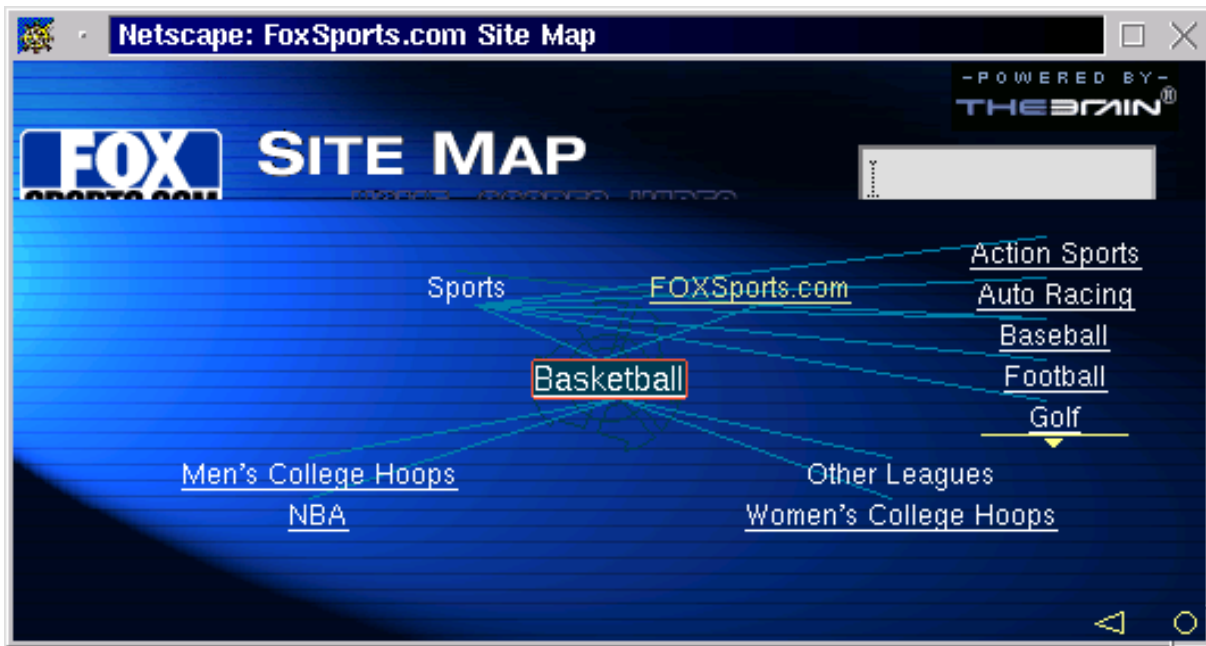 Netscape: FoxSports.com Site Map
-POWERED BY-
THEBRAIN®
FOX
SITE MAP
Action Sports
Sports
FOXSports.com
Auto Racing
Baseball
Basketball
Football
Golf
Men's College Hoops
Other Leagues
NBA
Women's College Hoops